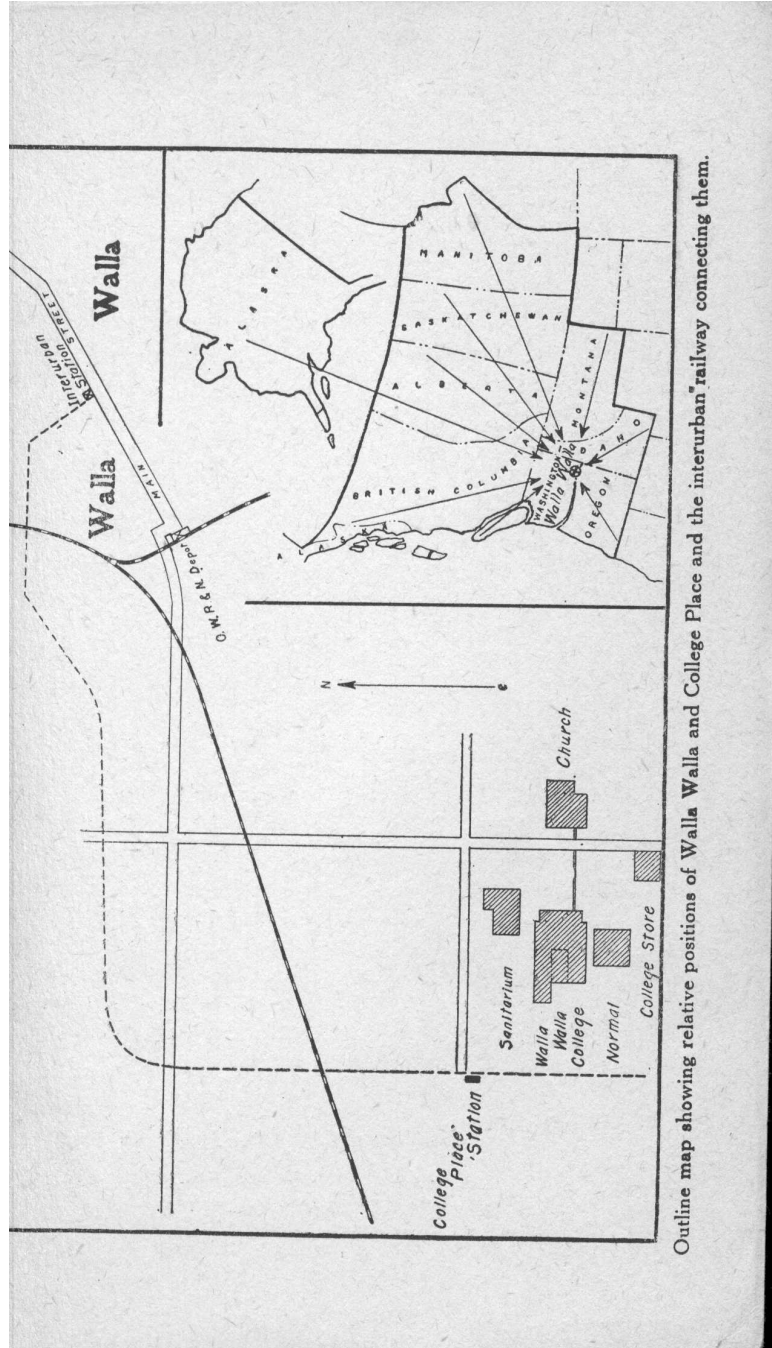 Walla Walla
Interurban
Station
MAIN STREET
O. W. R & N. Depot
N
College
Place
Station
Sanitarium
Walla
Walla
College
Normal
College Store
Church
ALASKA
ALASKA
BRITISH COLUMBIA
ALBERTA
SASKATCHEWAN
MANITOBA
WASHINGTON
Walla Walla
MONTANA
IDAHO
OREGON
Outline map showing relative positions of Walla Walla and College Place and the interurban railway connecting them.